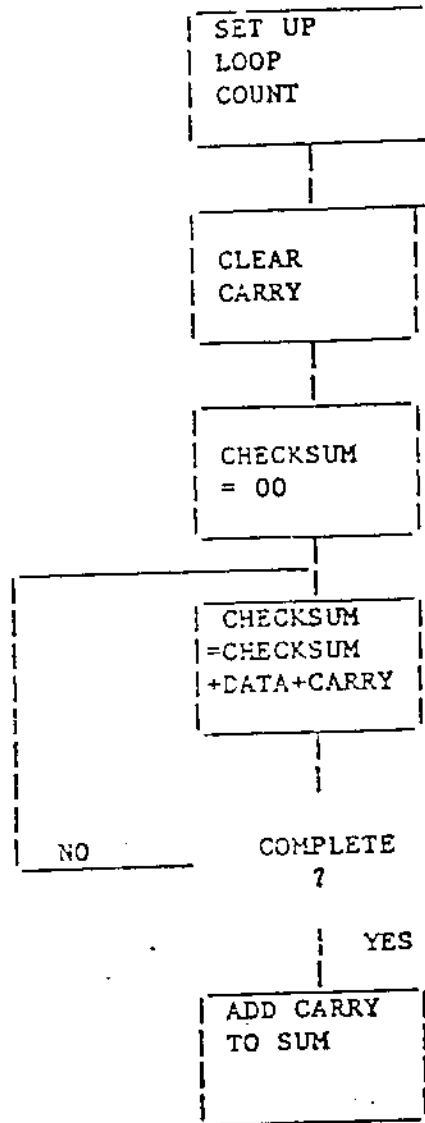 SET UP
LOOP
COUNT
CLEAR
CARRY
CHECKSUM
= 00
CHECKSUM
=CHECKSUM
+DATA+CARRY
NO
COMPLETE
?
YES
ADD CARRY
TO SUM